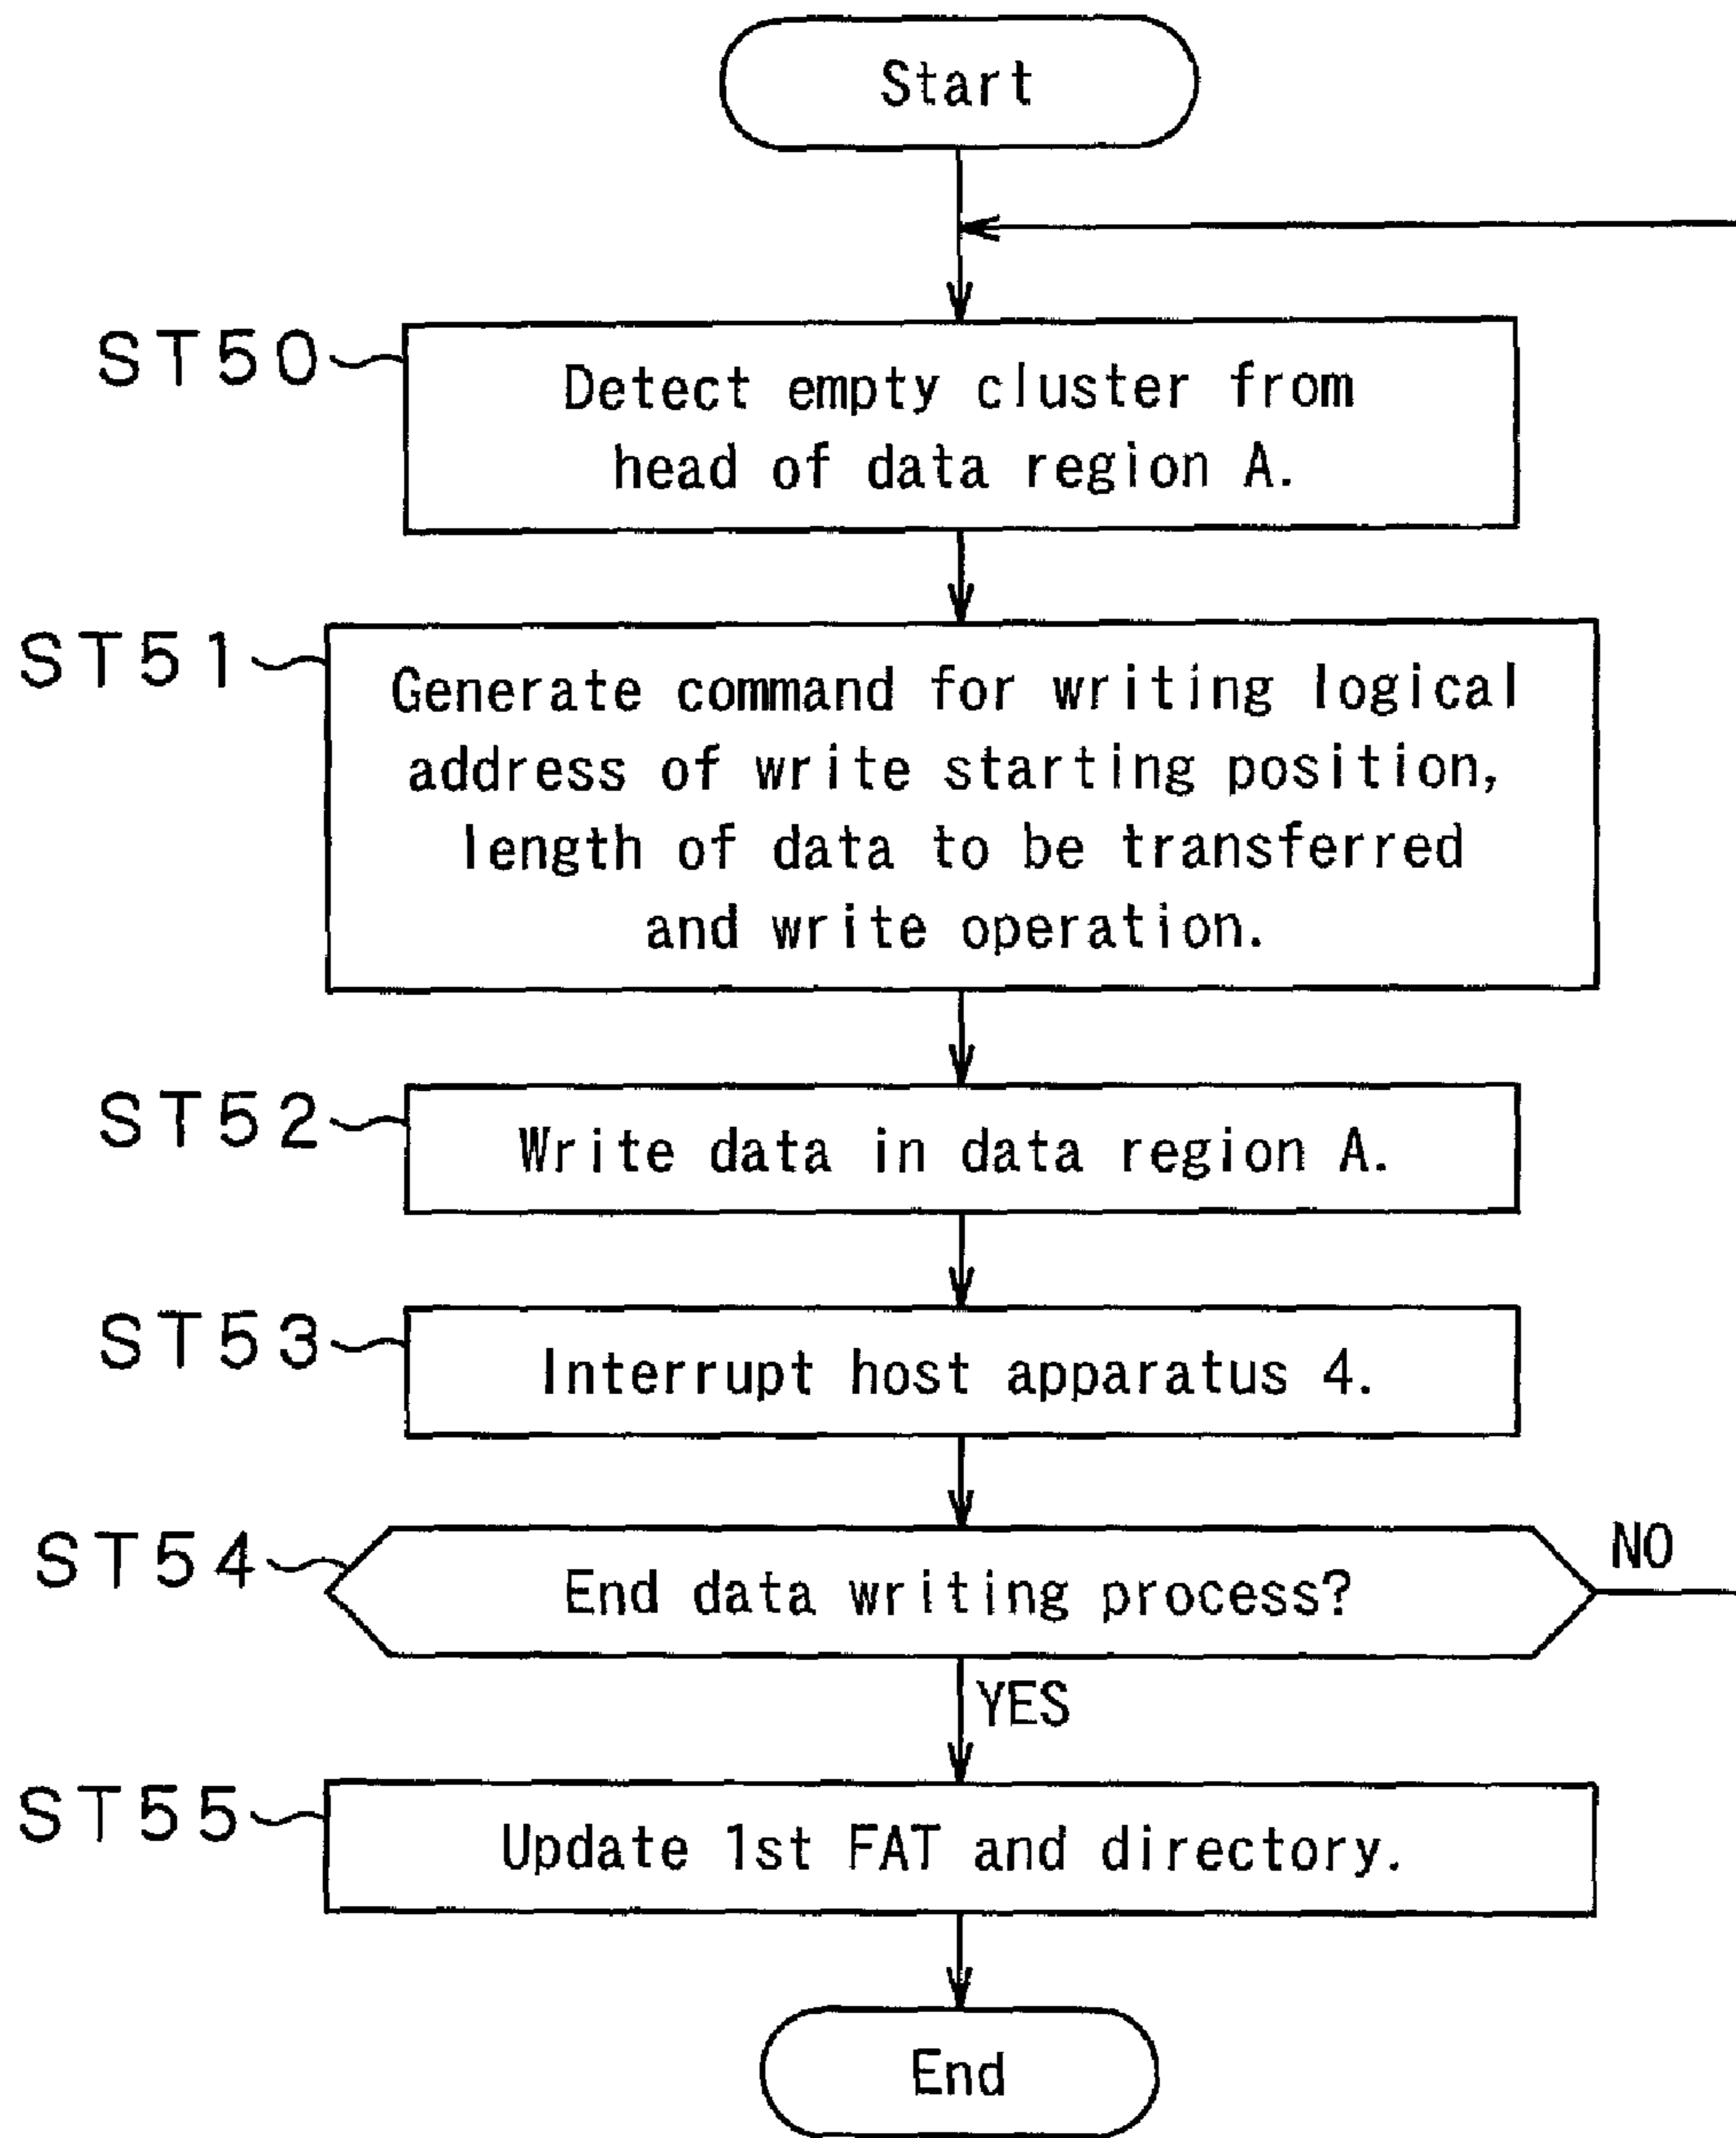 Start
ST50
Detect empty cluster from
head of data region A.
ST51
Generate command for writing logical
address of write starting position,
length of data to be transferred
and write operation.
ST52
Write data in data region A.
ST53
Interrupt host apparatus 4.
ST54
End data writing process?
NO
YES
ST55
Update 1st FAT and directory.
End